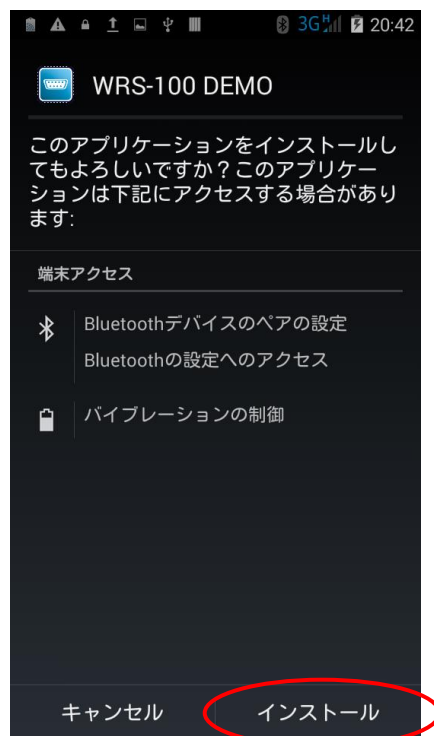 3G H 20:42
WRS-100 DEMO
このアプリケーションをインストールし
てもよろしいですか？このアプリケー
ションは下記にアクセスする場合があり
ます:
端末アクセス
Bluetoothデバイスのペアの設定
Bluetoothの設定へのアクセス
バイブレーションの制御
キャンセル インストール